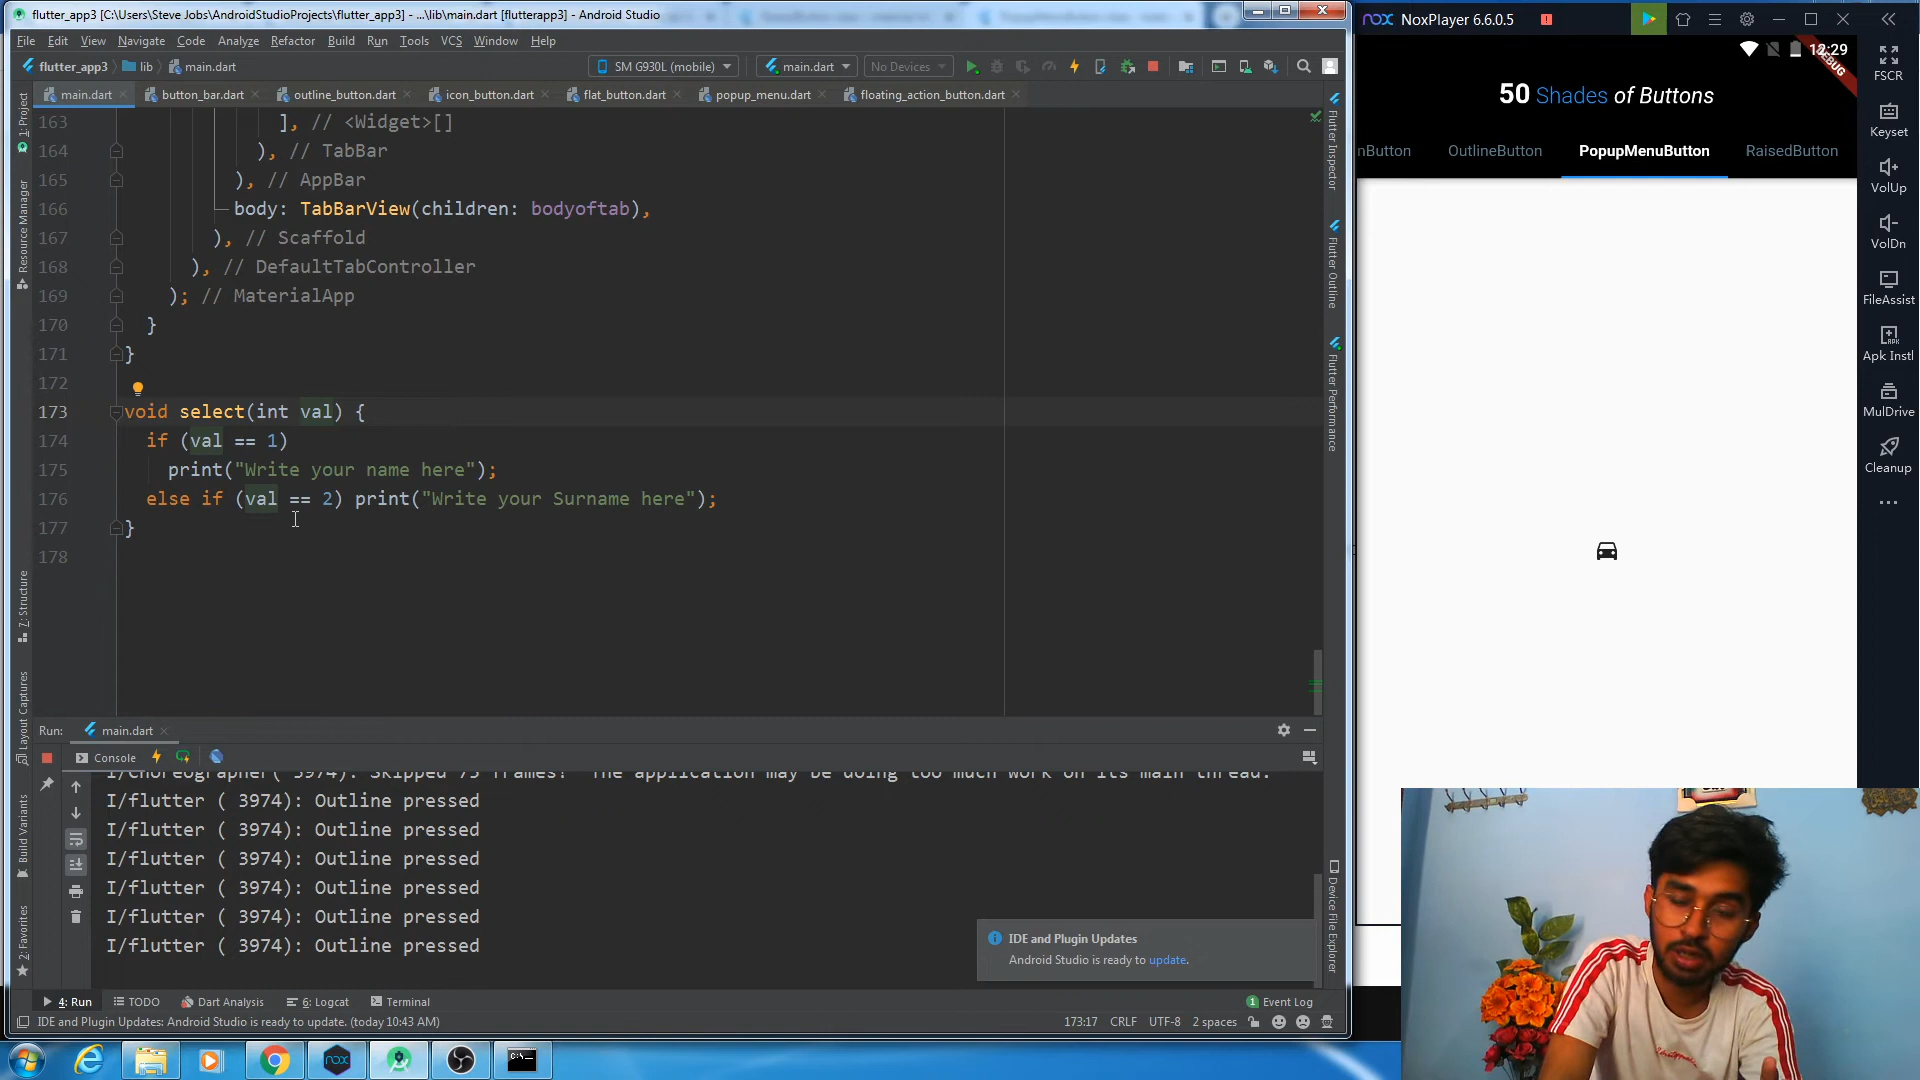 flutter_app3 [C:\Users\Steve Jobs\AndroidStudioProjects\flutter_app3] - ...\lib\main.dart [flutterapp3] - Android Studio
File Edit View Navigate Code Analyze Refactor Build Run Tools VCS Window Help
flutter_app3 lib main.dart SM G930L (mobile) main.dart No Devices
main.dart button_bar.dart outline_button.dart icon_button.dart flat_button.dart popup_menu.dart floating_action_button.dart
163 ], // <Widget>[]
164 ), // TabBar
165 ), // AppBar
166 body: TabBarView(children: bodyoftab),
167 ), // Scaffold
168 ), // DefaultTabController
169 ); // MaterialApp
170 }
171 }
172
173 void select(int val) {
174 if (val == 1)
175 print("Write your name here");
176 else if (val == 2) print("Write your Surname here");
177 }
178
1: Project
Resource Manager
7: Structure
Layout Captures
Build Variants
2: Favorites
Flutter Inspector
Flutter Outline
Flutter Performance
Device File Explorer
Run: main.dart
Console
I/Choreographer( 3974): Skipped 75 frames! The application may be doing too much work on its main thread.
I/flutter ( 3974): Outline pressed
I/flutter ( 3974): Outline pressed
I/flutter ( 3974): Outline pressed
I/flutter ( 3974): Outline pressed
I/flutter ( 3974): Outline pressed
I/flutter ( 3974): Outline pressed
IDE and Plugin Updates
Android Studio is ready to update.
4: Run TODO Dart Analysis 6: Logcat Terminal 1 Event Log
IDE and Plugin Updates: Android Studio is ready to update. (today 10:43 AM) 173:17 CRLF UTF-8 2 spaces
nox NoxPlayer 6.6.0.5
12:29
DEBUG
50 Shades of Buttons
nButton OutlineButton PopupMenuButton RaisedButton
FSCR
Keyset
VolUp
VolDn
FileAssist
Apk Instl
MulDrive
Cleanup